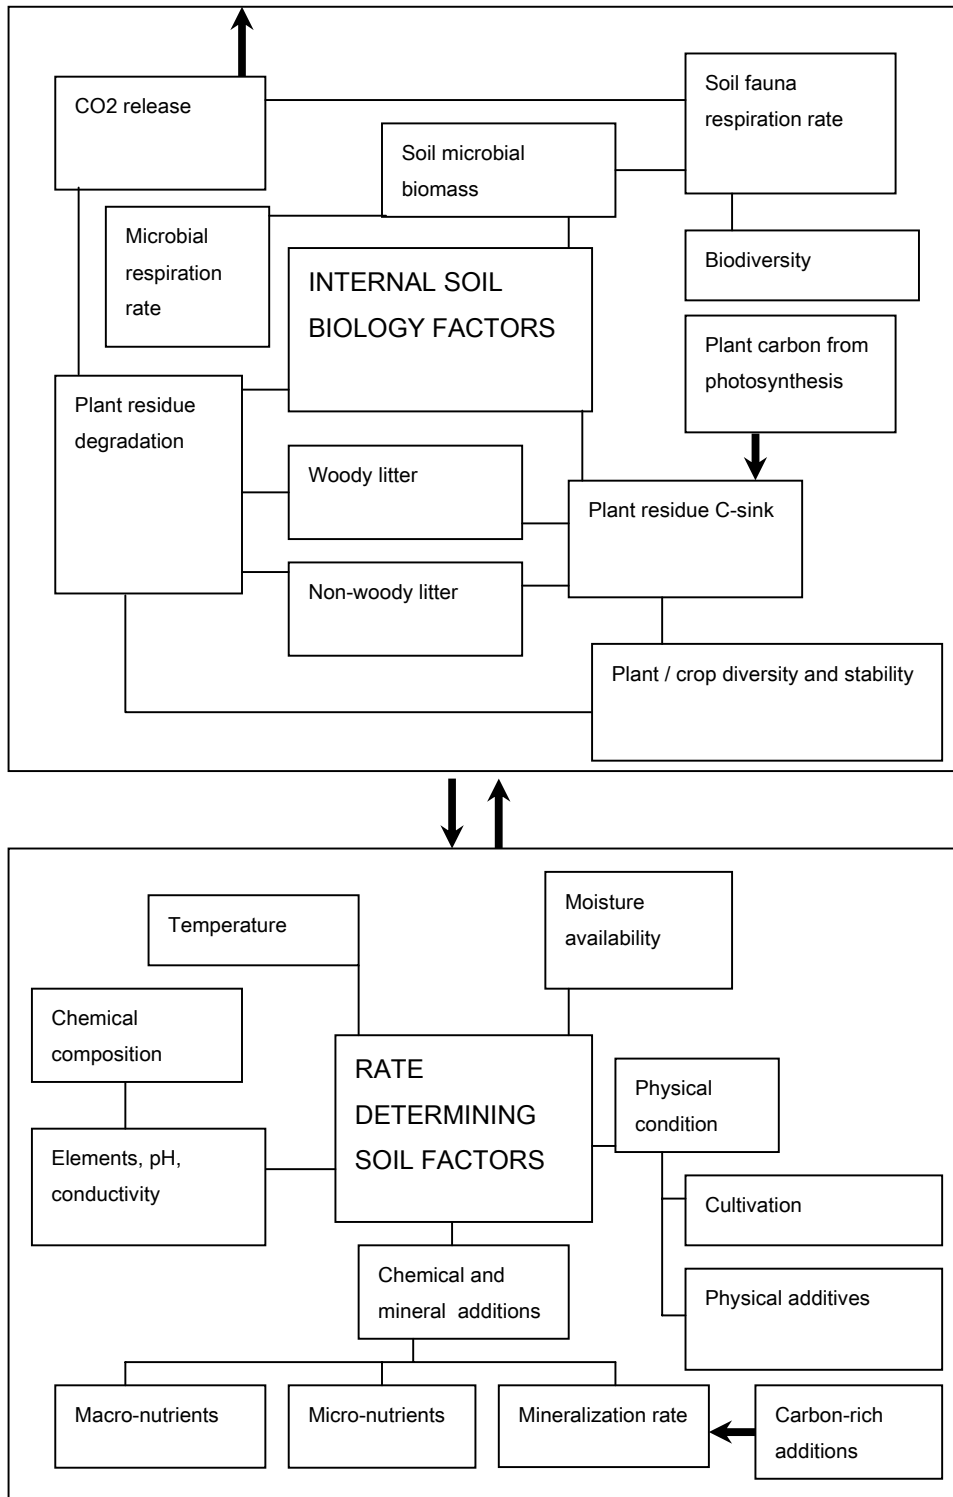 CO2 release
Soil fauna
respiration rate
Soil microbial
biomass
Microbial
respiration
rate
INTERNAL SOIL
BIOLOGY FACTORS
Biodiversity
Plant carbon from
photosynthesis
Plant residue
degradation
Woody litter
Plant residue C-sink
Non-woody litter
Plant / crop diversity and stability
Temperature
Moisture
availability
Chemical
composition
RATE
DETERMINING
SOIL FACTORS
Physical
condition
Elements, pH,
conductivity
Cultivation
Chemical and
mineral  additions
Physical additives
Macro-nutrients
Micro-nutrients
Mineralization rate
Carbon-rich
additions